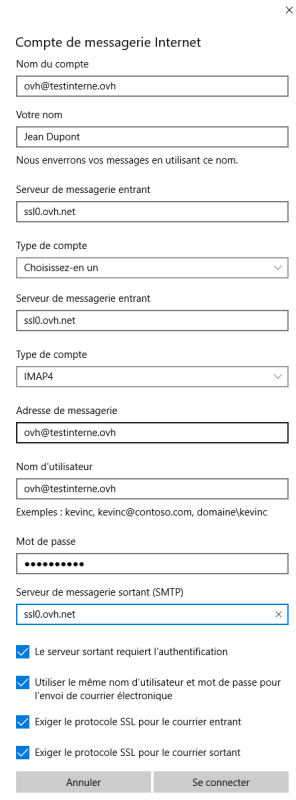 Compte de messagerie Internet
Nom du compte
ovh@testinterne.ovh
Votre nom
Jean Dupont
Nous enverrons vos messages en utilisant ce nom.
Serveur de messagerie entrant
ssl0.ovh.net
Type de compte
Choisissez-en un
Serveur de messagerie entrant
ssl0.ovh.net
Type de compte
IMAP4
Adresse de messagerie
ovh@testinterne.ovh
Nom d'utilisateur
ovh@testinterne.ovh
Exemples : kevinc, kevinc@contoso.com, domaine\kevinc
Mot de passe
●●●●●●●●●●
Serveur de messagerie sortant (SMTP)
ssl0.ovh.net
Le serveur sortant requiert l'authentification
Utiliser le même nom d'utilisateur et mot de passe pour
l'envoi de courrier électronique
Exiger le protocole SSL pour le courrier entrant
Exiger le protocole SSL pour le courrier sortant
Annuler
Se connecter